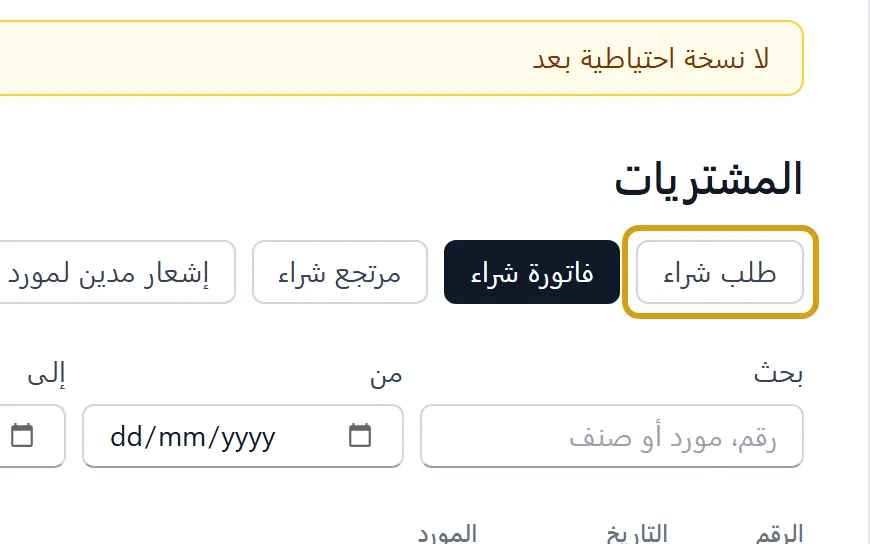 لا نسخة احتياطية بعد
المشتريات
طلب شراء فاتورة شراء مرتجع شراء إشعار مدين لمورد
بحث من إلى
رقم، مورد أو صنف dd/mm/yyyy
الرقم التاريخ المورد